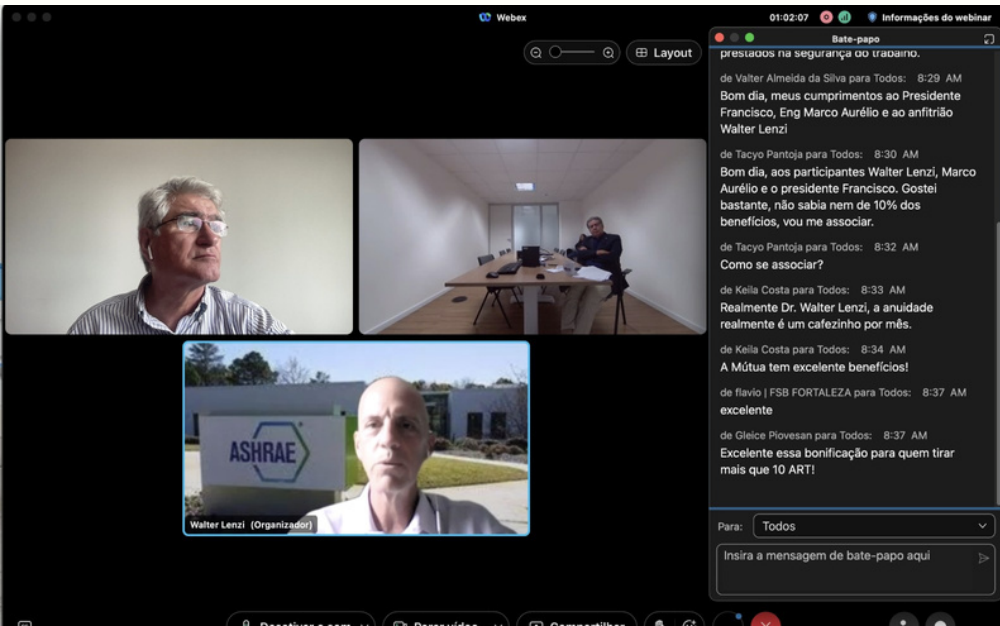 Webex
01:02:07
Informações do webinar
Layout
Bate-papo
prestados na segurança do trabalho.
de Valter Almeida da Silva para Todos: 8:29 AM
Bom dia, meus cumprimentos ao Presidente
Francisco, Eng Marco Aurélio e ao anfitrião
Walter Lenzi
de Tacyo Pantoja para Todos: 8:30 AM
Bom dia, aos participantes Walter Lenzi, Marco
Aurélio e o presidente Francisco. Gostei
bastante, não sabia nem de 10% dos
benefícios, vou me associar.
de Tacyo Pantoja para Todos: 8:32 AM
Como se associar?
de Keila Costa para Todos: 8:33 AM
Realmente Dr. Walter Lenzi, a anuidade
realmente é um cafezinho por mês.
de Keila Costa para Todos: 8:34 AM
A Mútua tem excelente benefícios!
de flavio | FSB FORTALEZA para Todos: 8:37 AM
excelente
de Gleice Piovesan para Todos: 8:37 AM
Excelente essa bonificação para quem tirar
mais que 10 ART!
ASHRAE
Walter Lenzi (Organizador)
Para: Todos
Insira a mensagem de bate-papo aqui
Desativar o som
Parar vídeo
Compartilhar